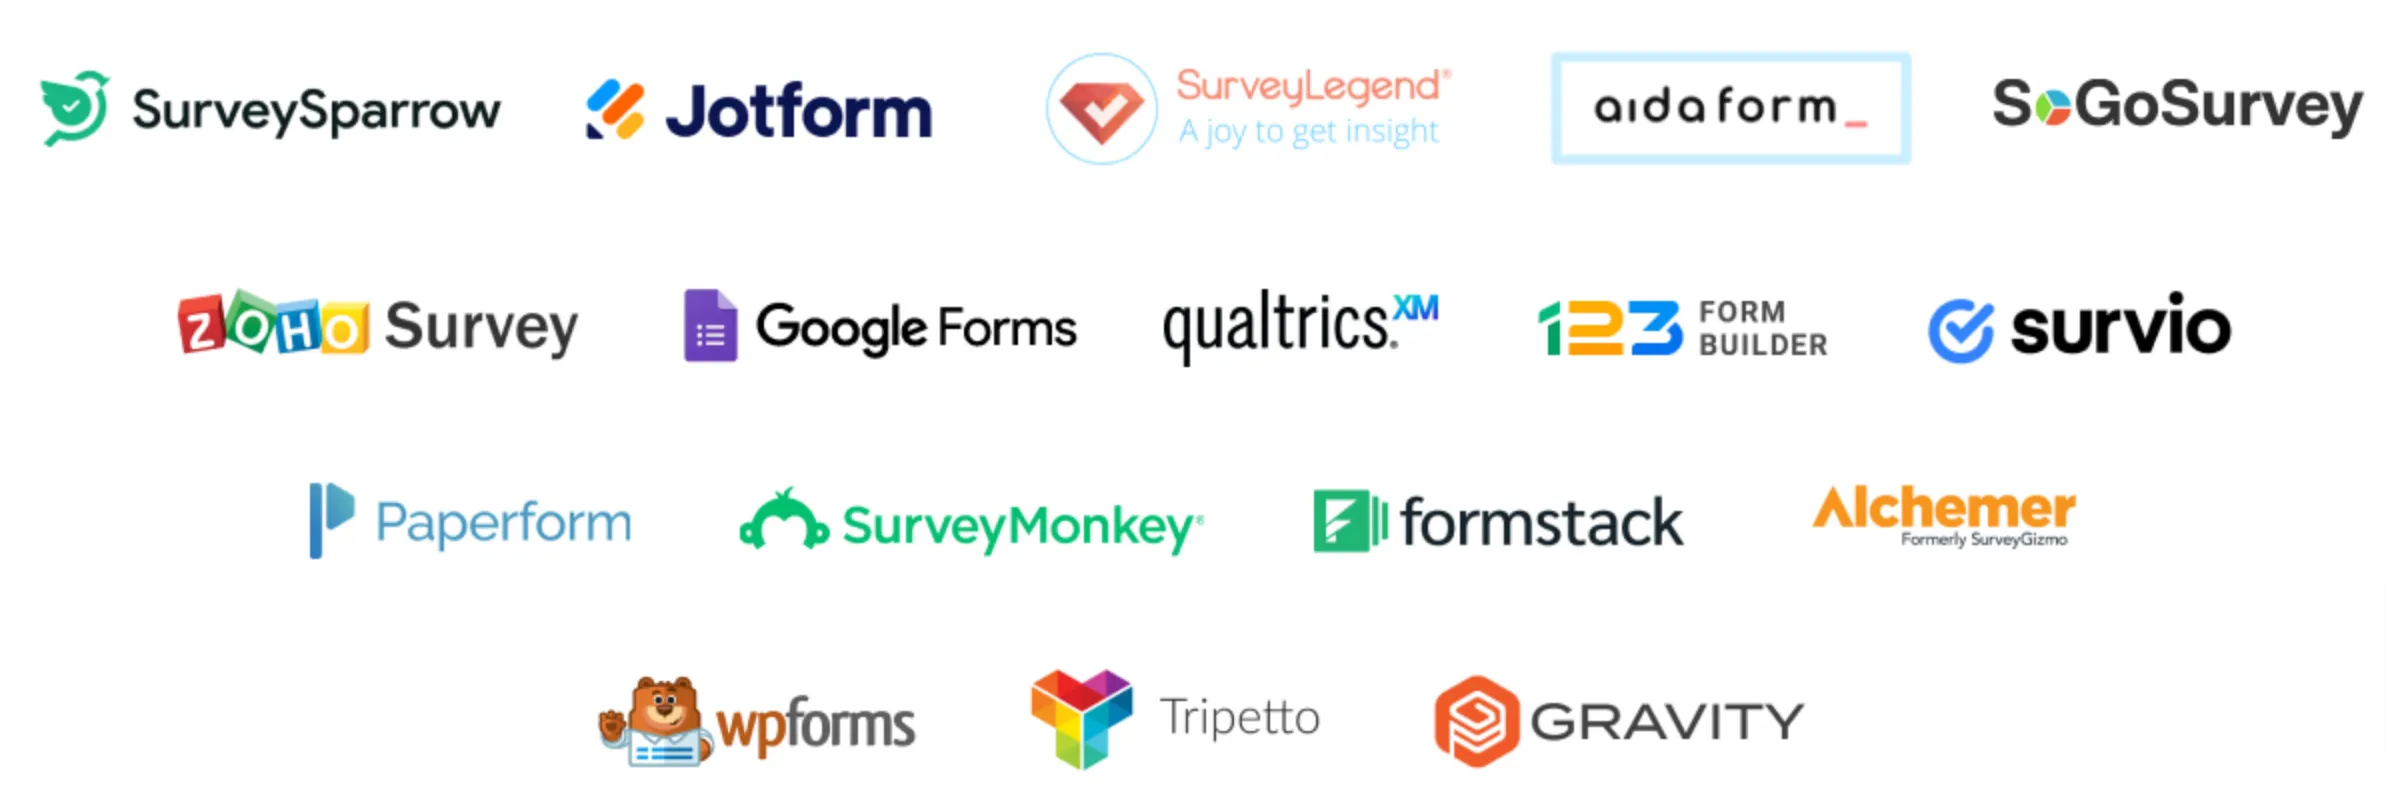 SurveySparrow
Jotform
SurveyLegend®
A joy to get insight
aidaform_
SoGoSurvey
ZOHO Survey
Google Forms
qualtrics.XM
123 FORM
BUILDER
survio
Paperform
SurveyMonkey®
formstack
Alchemer
Formerly SurveyGizmo
wpforms
Tripetto
GRAVITY